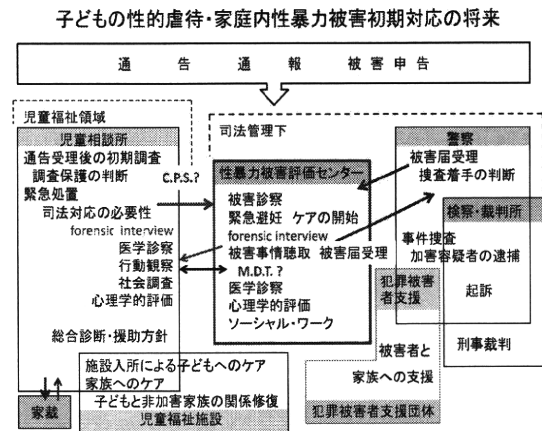 子どもの性的虐待･家庭内性暴力被害初期対応の将来
通 告 通 報 被 害 申 告
児童福祉領域
児童相談所
通告受理後の初期調査
調査保護の判断
緊急処置
C.P.S.?
司法対応の必要性
forensic interview
医学診察
行動観察
社会調査
心理学的評価
総合診断・援助方針
家裁
施設入所による子どもへのケア
家族へのケア
子どもと非加害家族の関係修復
児童福祉施設
司法管理下
性暴力被害評価センター
被害診察
緊急避妊 ケアの開始
forensic interview
被害事情聴取 被害届受理
M.D.T. ?
医学診察
心理学的評価
ソーシャル・ワーク
警察
被害届受理
捜査着手の判断
検察・裁判所
事件捜査
加害容疑者の逮捕
起訴
刑事裁判
犯罪被害者支援
被害者と
家族への支援
犯罪被害者支援団体